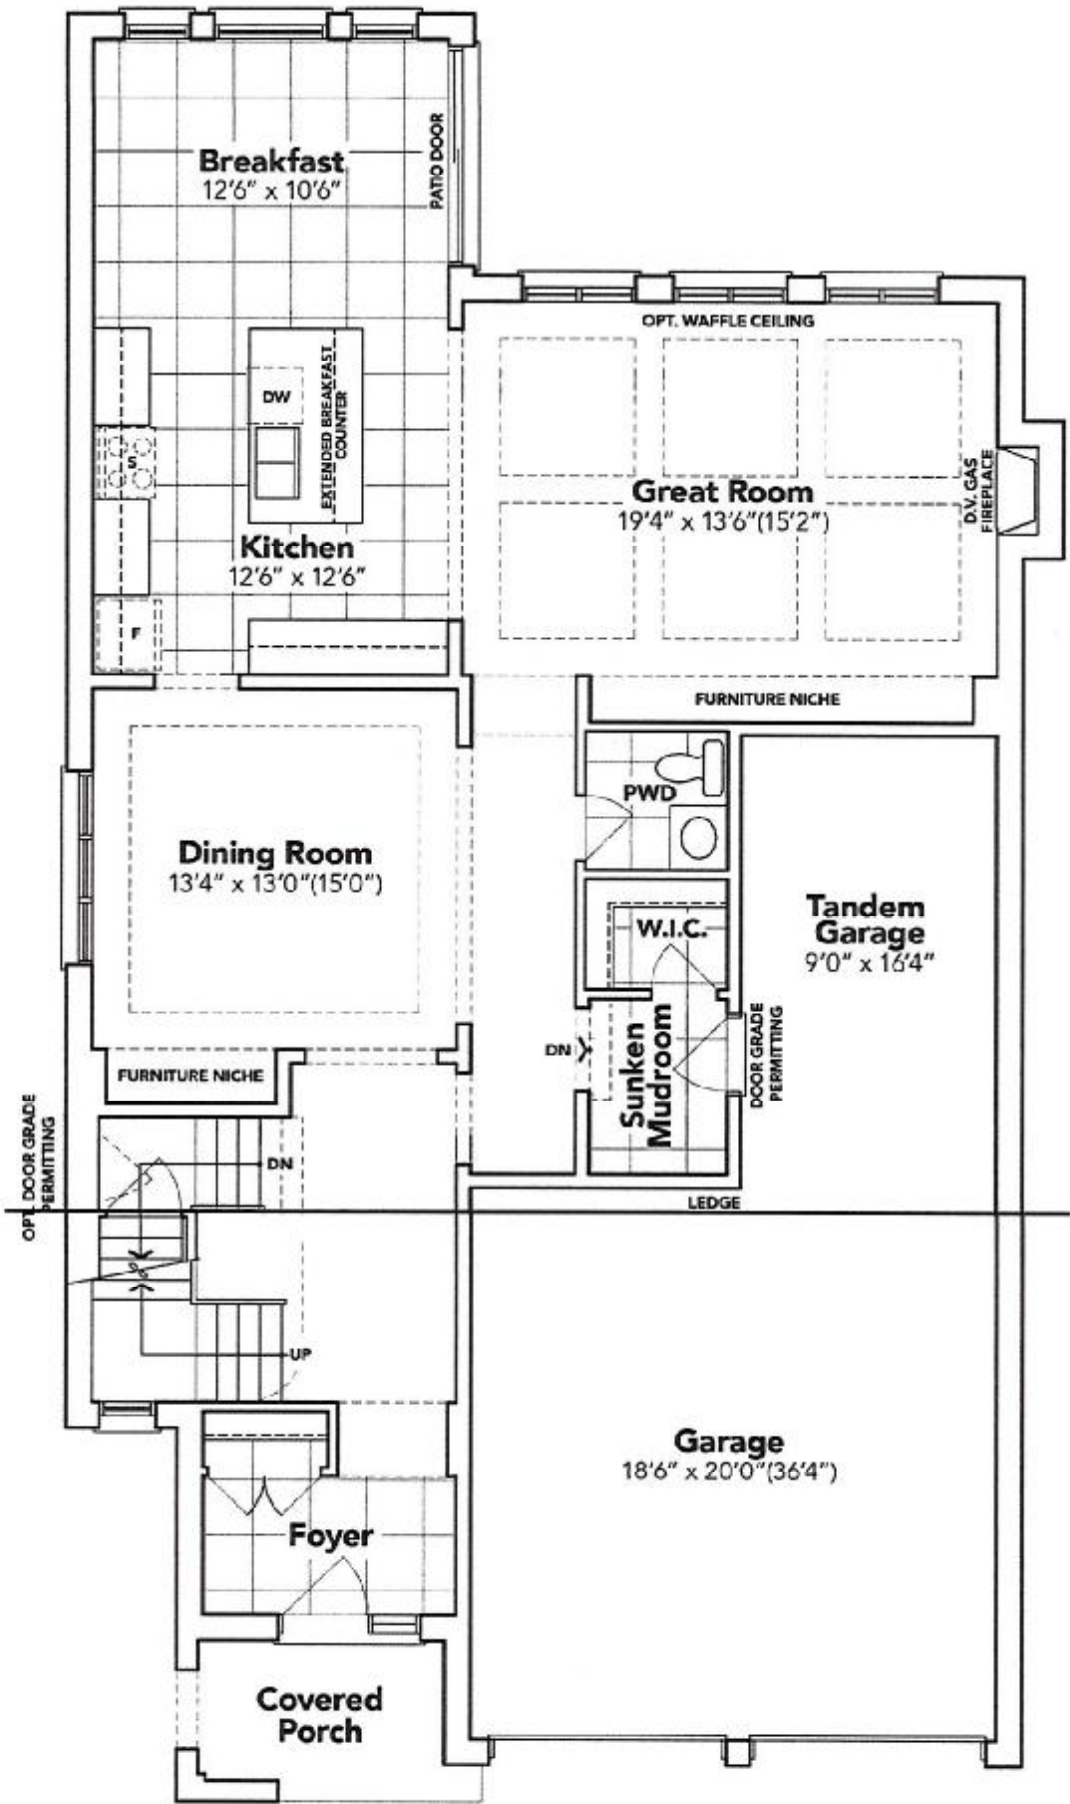 Breakfast
12'6" x 10'6"
PATIO DOOR
OPT. WAFFLE CEILING
DW
EXTENDED BREAKFAST
COUNTER
S
Great Room
19'4" x 13'6"(15'2")
D.V. GAS
FIREPLACE
Kitchen
12'6" x 12'6"
F
FURNITURE NICHE
PWD
Dining Room
13'4" x 13'0"(15'0")
Tandem
Garage
9'0" x 16'4"
W.I.C.
DN
Sunken
Mudroom
DOOR GRADE
PERMITTING
FURNITURE NICHE
OPT. DOOR GRADE
PERMITTING
DN
LEDGE
UP
Garage
18'6" x 20'0"(36'4")
Foyer
Covered
Porch